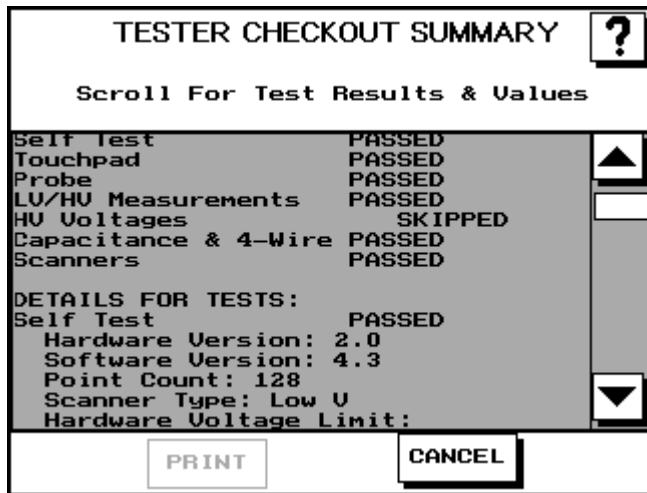 TESTER CHECKOUT SUMMARY
?
Scroll For Test Results & Values
Self Test PASSED
Touchpad PASSED
Probe PASSED
LV/HV Measurements PASSED
HV Voltages SKIPPED
Capacitance & 4-Wire PASSED
Scanners PASSED
DETAILS FOR TESTS:
Self Test PASSED
Hardware Version: 2.0
Software Version: 4.3
Point Count: 128
Scanner Type: Low V
Hardware Voltage Limit:
PRINT
CANCEL